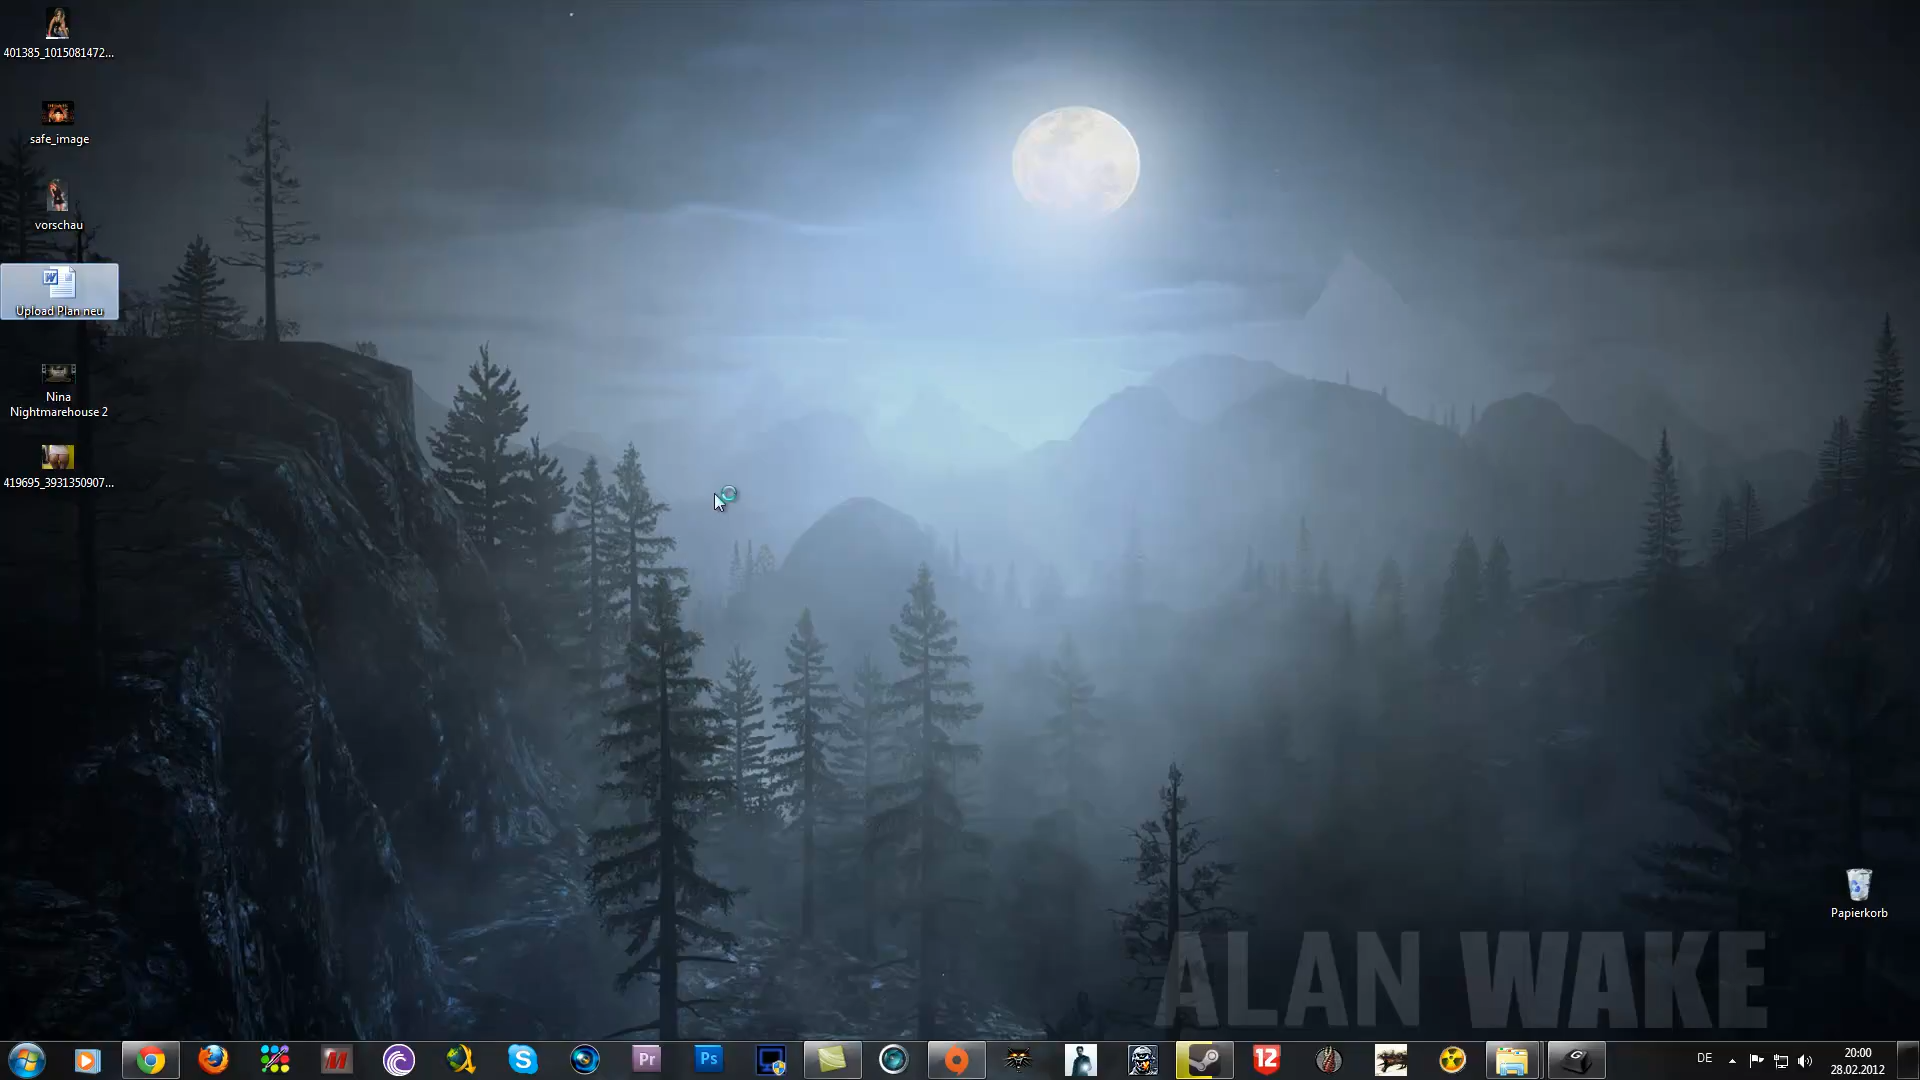 401385_1015081472...
safe_image
vorschau
Upload Plan neu
Nina
Nightmarehouse 2
419695_3931350907...
Papierkorb
ALAN WAKE
Pr
Ps
12
DE
20:00
28.02.2012